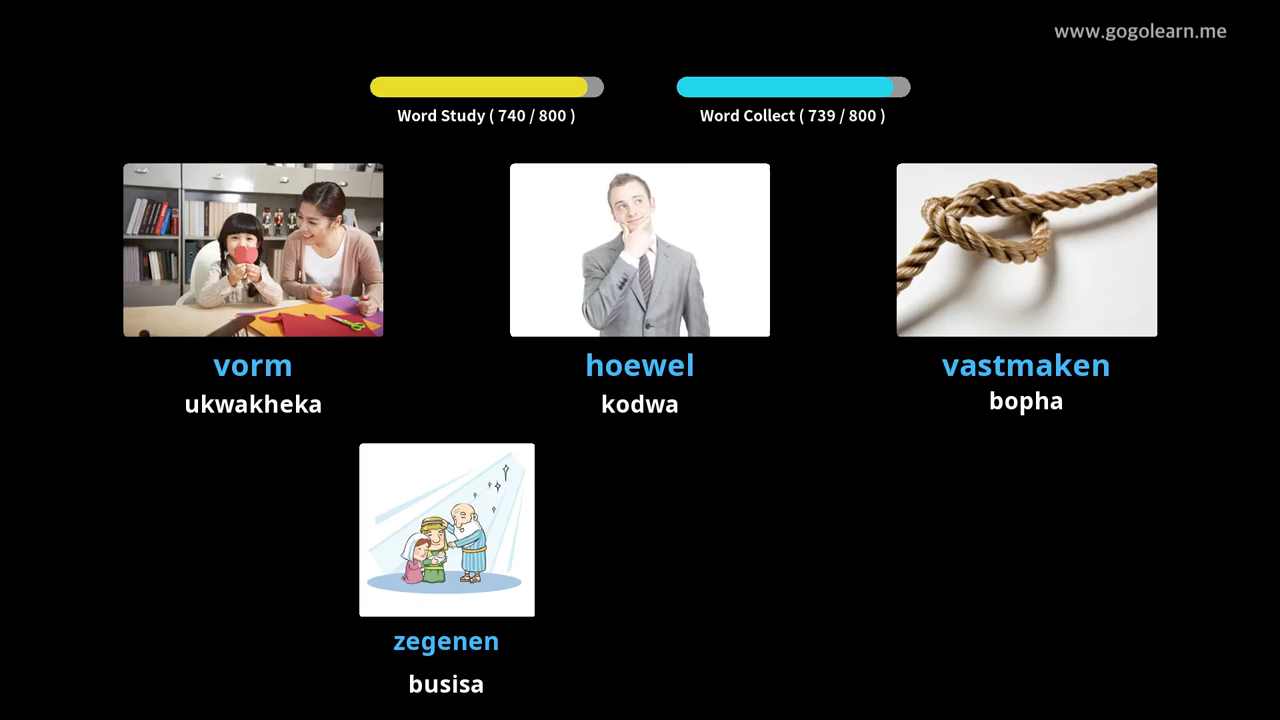 www.gogolearn.me
Word Study ( 740 / 800 )
Word Collect ( 739 / 800 )
vorm
ukwakheka
hoewel
kodwa
vastmaken
bopha
zegenen
busisa